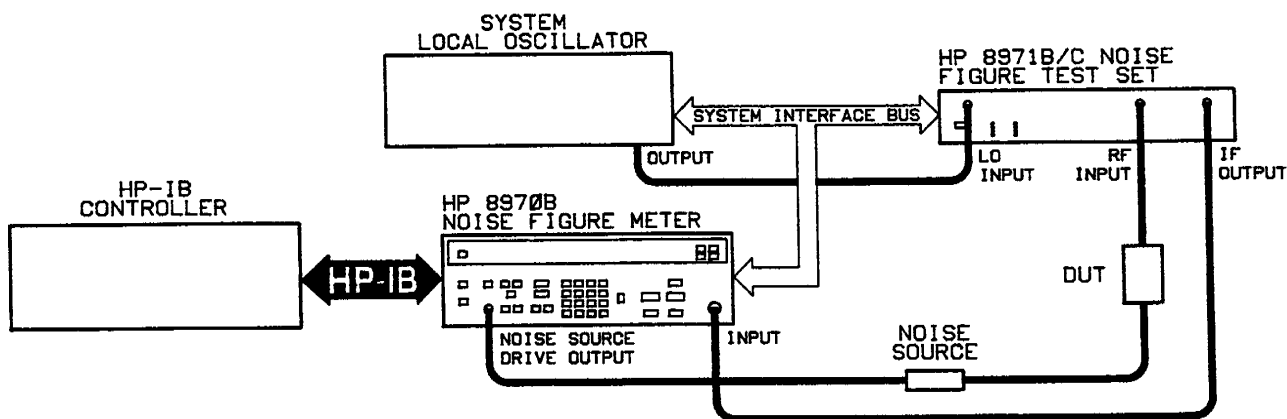 SYSTEM
LOCAL OSCILLATOR
HP 8971B/C NOISE
FIGURE TEST SET
SYSTEM INTERFACE BUS
OUTPUT
LO
INPUT
RF
INPUT
IF
OUTPUT
HP-IB
CONTROLLER
HP 8970B
NOISE FIGURE METER
HP-IB
DUT
NOISE SOURCE
DRIVE OUTPUT
INPUT
NOISE
SOURCE